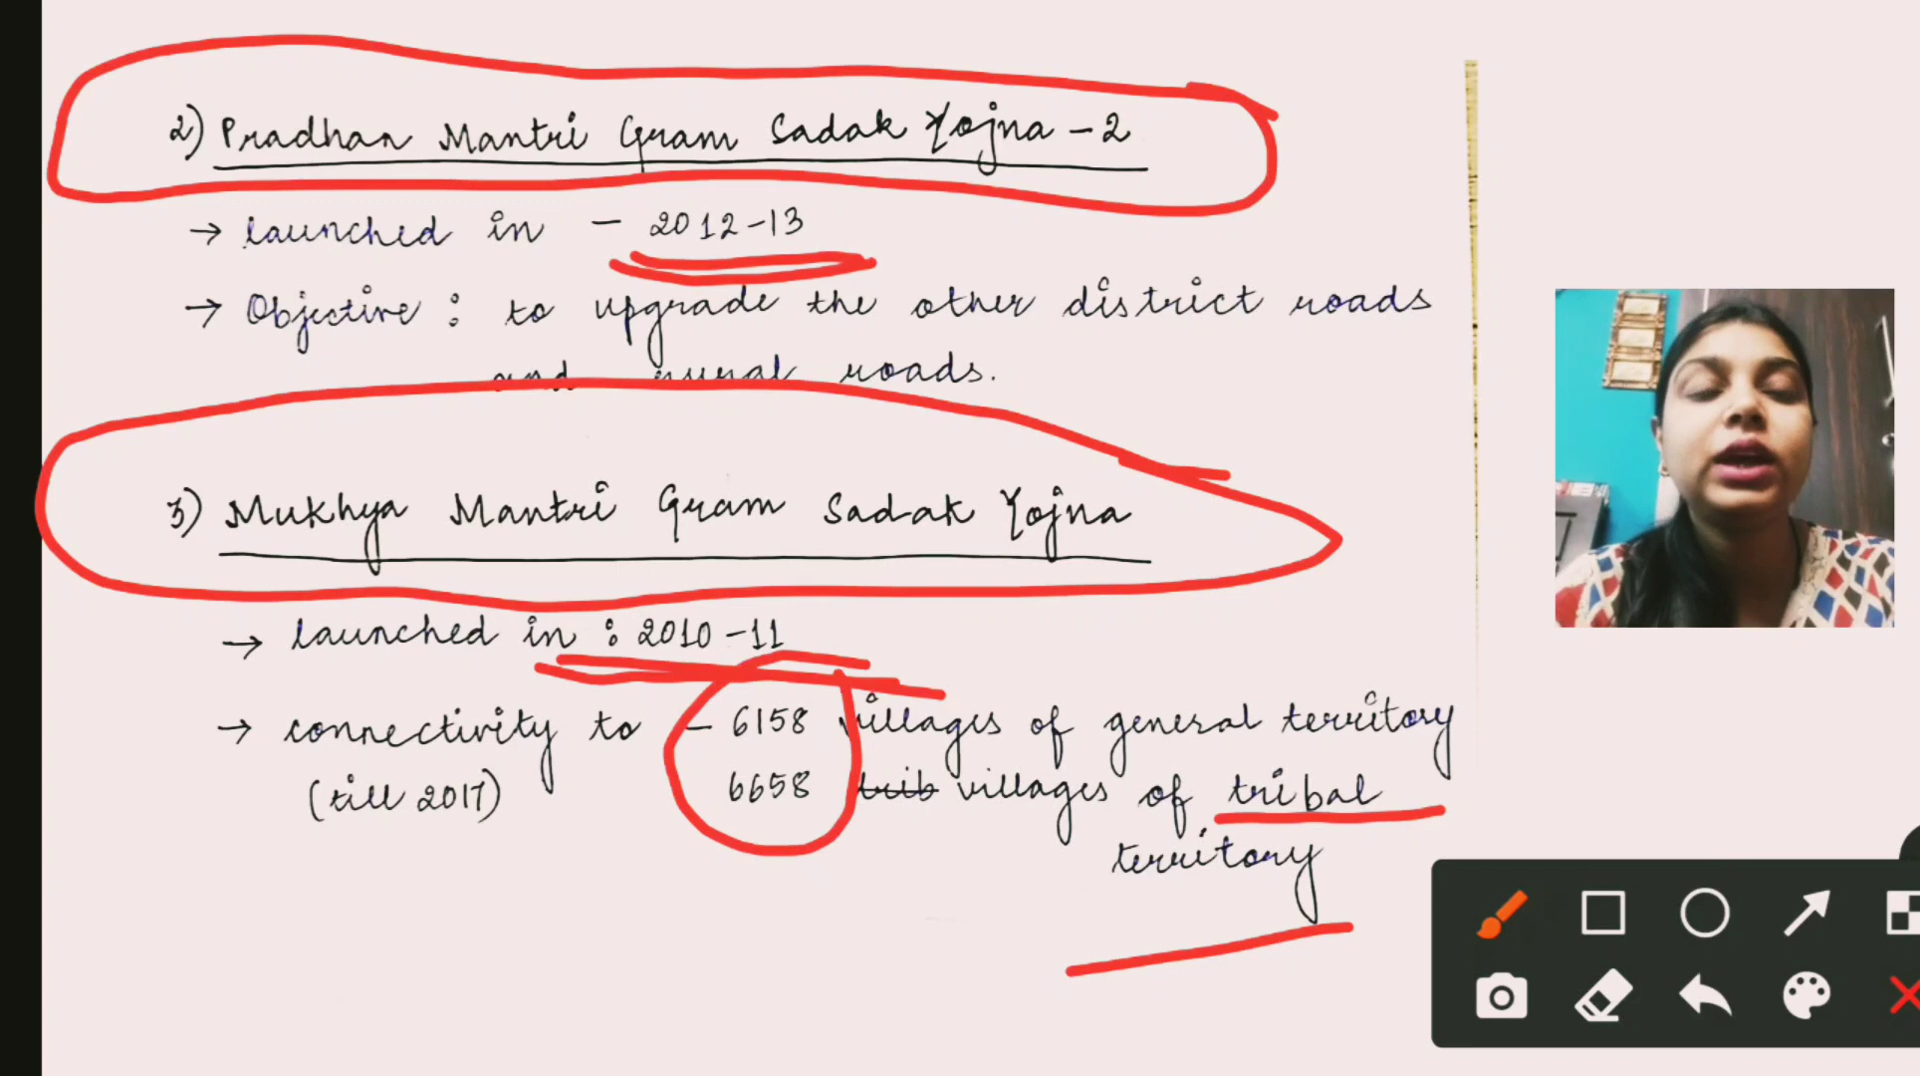 2) Pradhan Mantri Gram Sadak Yojna - 2
→ launched in - 2012-13
→ Objective : to upgrade the other district roads
and rural roads.
3) Mukhya Mantri Gram Sadak Yojna
→ launched in : 2010-11
→ connectivity to - 6158 villages of general territory
(till 2017) 6658 trib villages of tribal
territory